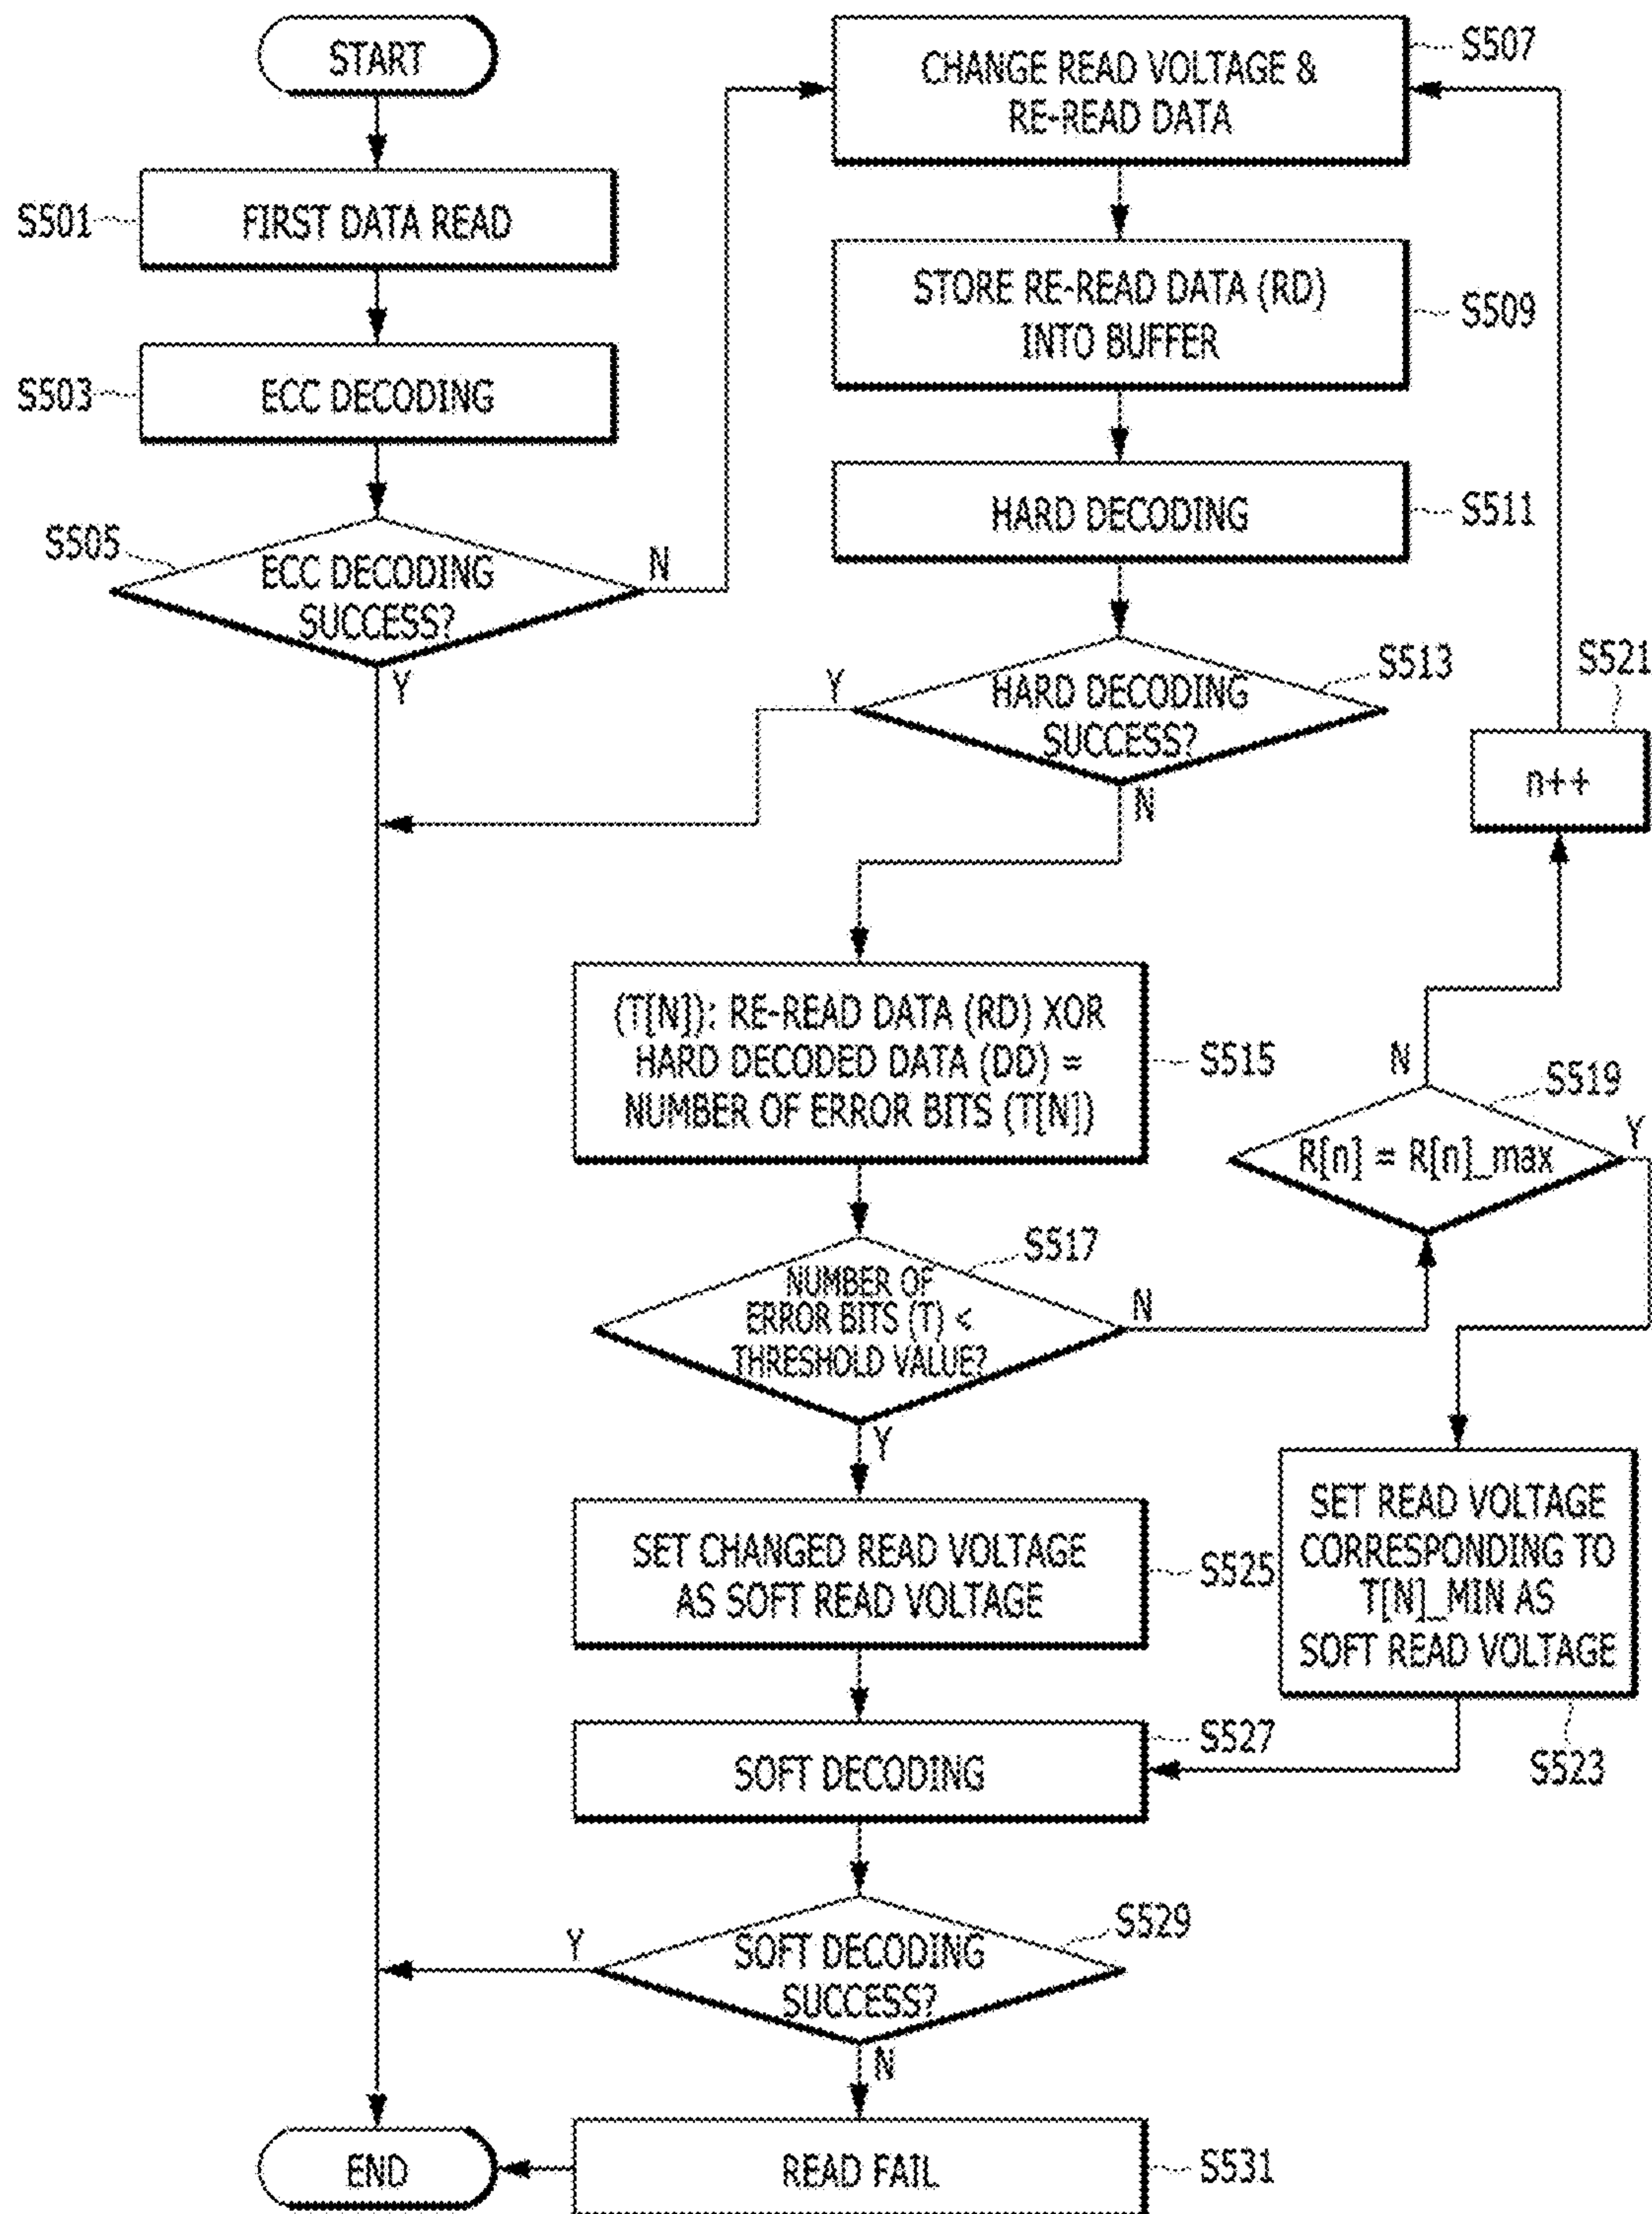 START
S501
FIRST DATA READ
S503
ECC DECODING
S505
ECC DECODING
SUCCESS?
N
Y
CHANGE READ VOLTAGE &
RE-READ DATA
S507
STORE RE-READ DATA (RD)
INTO BUFFER
S509
HARD DECODING
S511
HARD DECODING
SUCCESS?
S513
Y
N
S521
n++
(T[N]): RE-READ DATA (RD) XOR
HARD DECODED DATA (DD) =
NUMBER OF ERROR BITS (T[N])
S515
N
S519
R[n] = R[n]_max
Y
NUMBER OF
ERROR BITS (T) <
THRESHOLD VALUE?
S517
N
Y
SET CHANGED READ VOLTAGE
AS SOFT READ VOLTAGE
S525
SET READ VOLTAGE
CORRESPONDING TO
T[N]_MIN AS
SOFT READ VOLTAGE
S523
SOFT DECODING
S527
SOFT DECODING
SUCCESS?
S529
Y
N
END
READ FAIL
S531